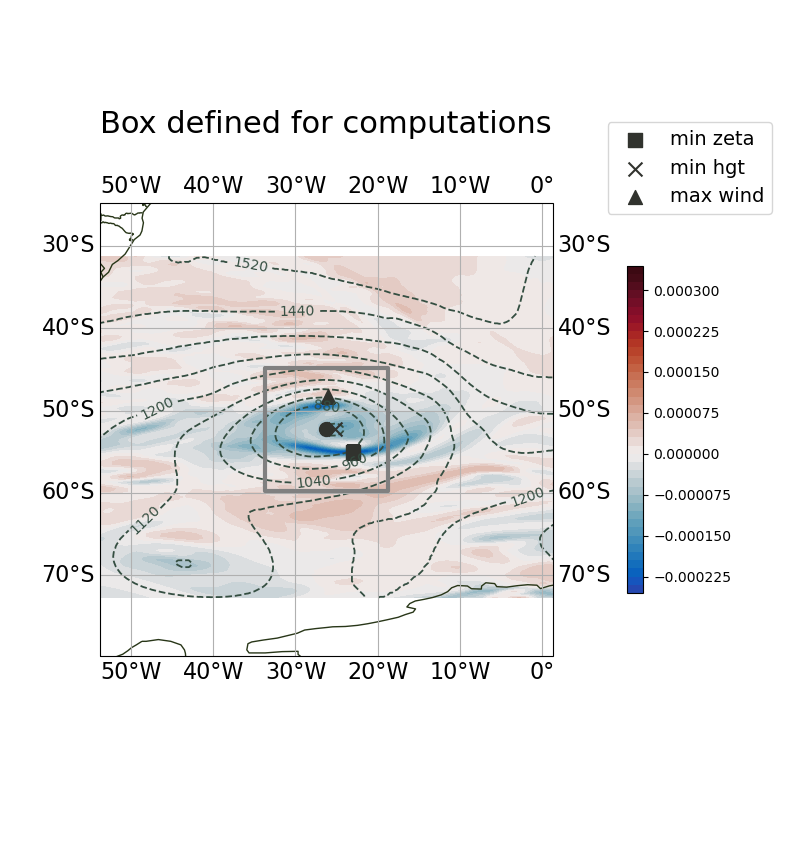 Box defined for computations
min zeta
min hgt
max wind
50°W 40°W 30°W 20°W 10°W 0°
30°S 30°S
40°S 40°S
50°S 50°S
60°S 60°S
70°S 70°S
50°W 40°W 30°W 20°W 10°W 0°
1520
1440
1200
880
960
1040
1200
1120
0.000300
0.000225
0.000150
0.000075
0.000000
−0.000075
−0.000150
−0.000225